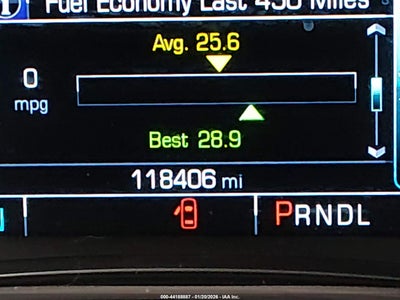 Fuel Economy Last 450 Miles
Avg. 25.6
0
mpg
Best 28.9
118406 mi
PRNDL
000-44188887 - 01/20/2026 - IAA Inc.